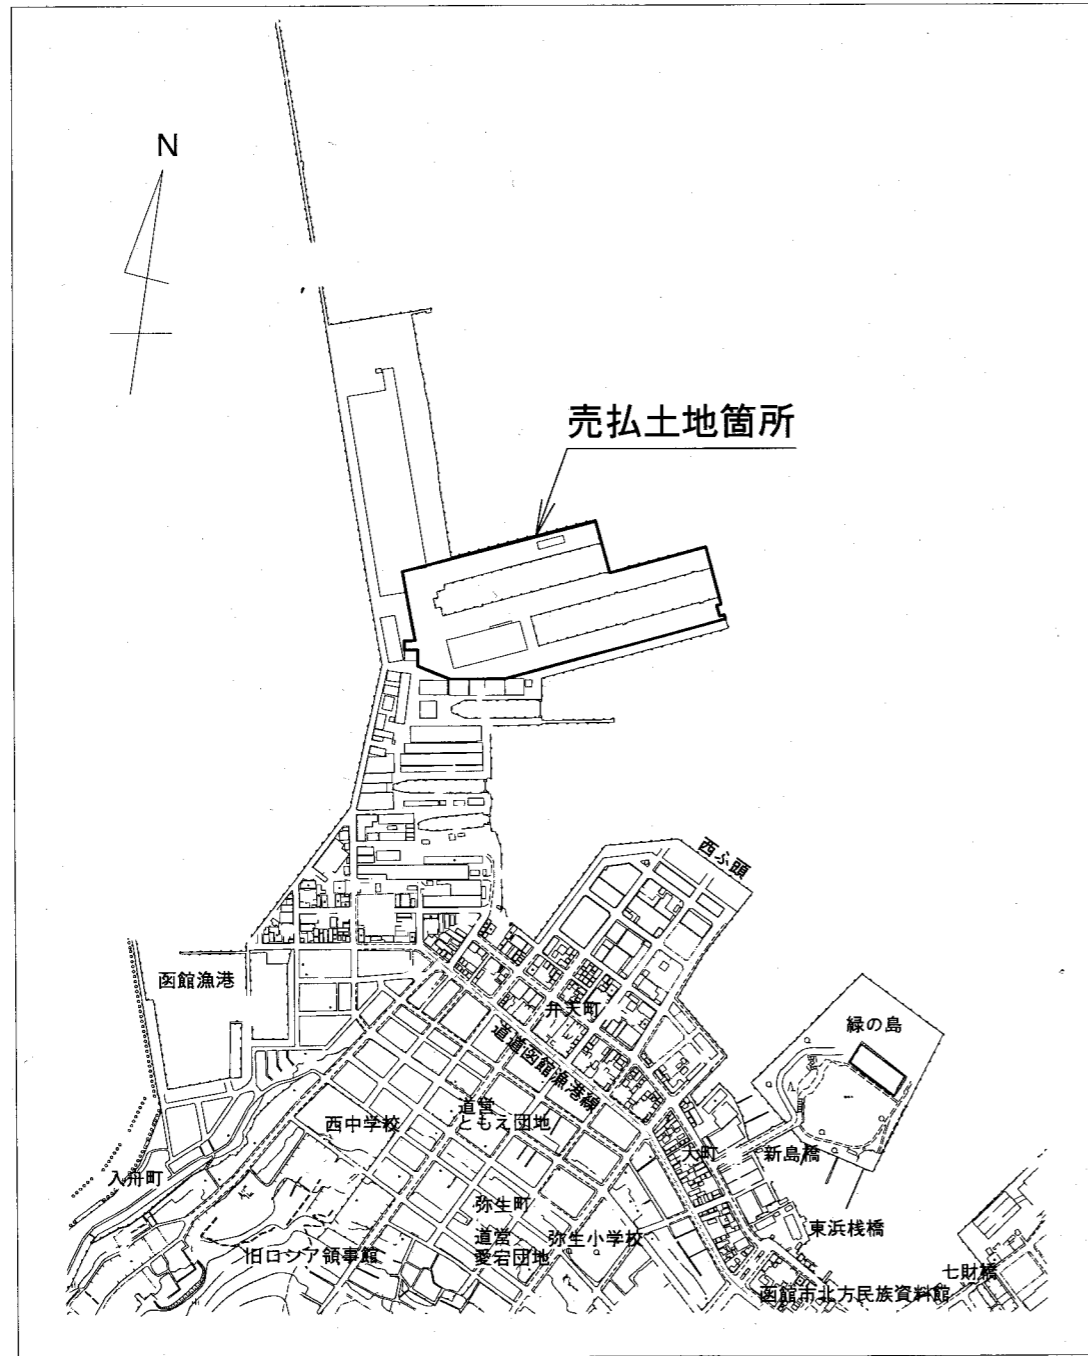 N
売払土地箇所
西ふ頭
函館漁港
緑の島
弁天町
道道函館漁港線
道営
ともえ団地
西中学校
大町
新島橋
入舟町
弥生町
東浜桟橋
道営
愛宕団地
弥生小学校
旧ロシア領事館
七財橋
函館市北方民族資料館